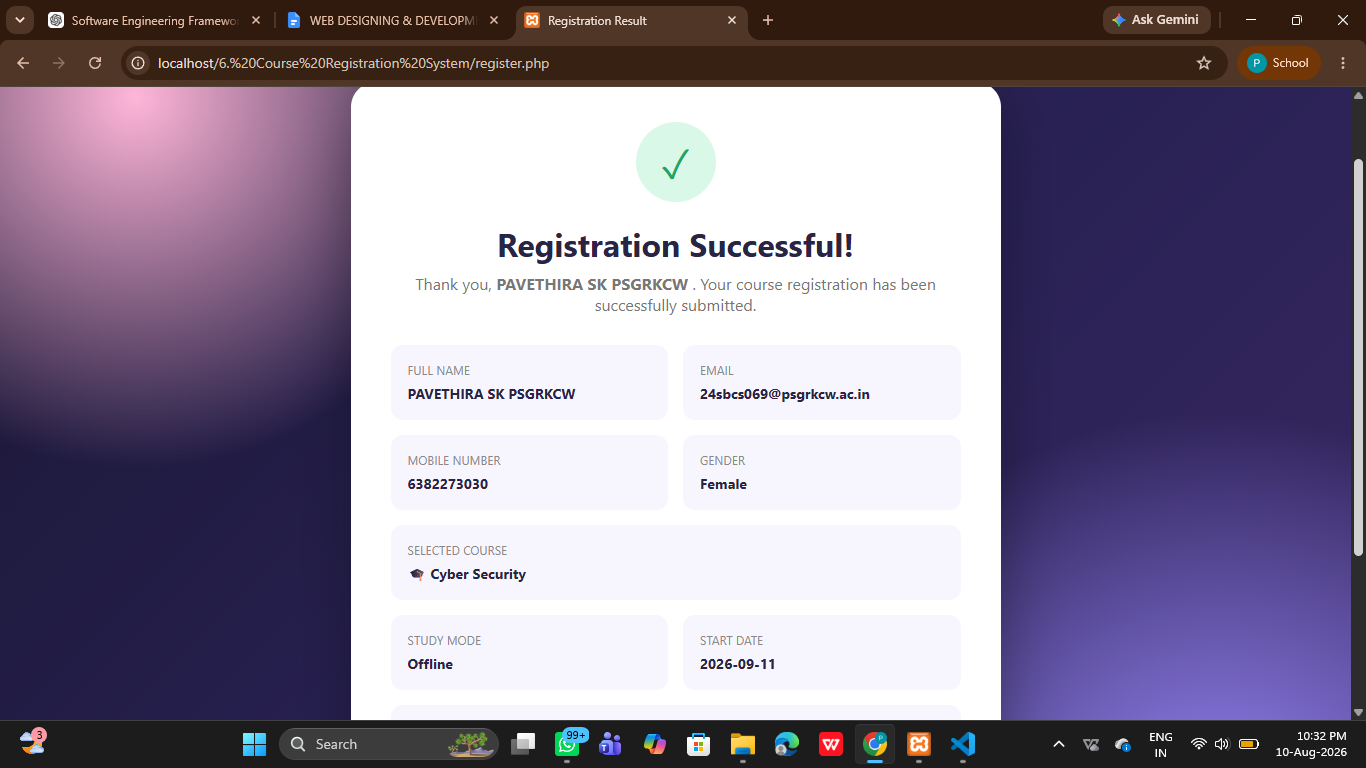 Software Engineering Framewo
WEB DESIGNING & DEVELOPM
Registration Result
Ask Gemini
localhost/6.%20Course%20Registration%20System/register.php
P
School
✓
Registration Successful!
Thank you, PAVETHIRA SK PSGRKCW . Your course registration has been
successfully submitted.
FULL NAME
PAVETHIRA SK PSGRKCW
EMAIL
24sbcs069@psgrkcw.ac.in
MOBILE NUMBER
6382273030
GENDER
Female
SELECTED COURSE
🎓 Cyber Security
STUDY MODE
Offline
START DATE
2026-09-11
3
Search
99+
ENG
IN
10:32 PM
10-Aug-2026